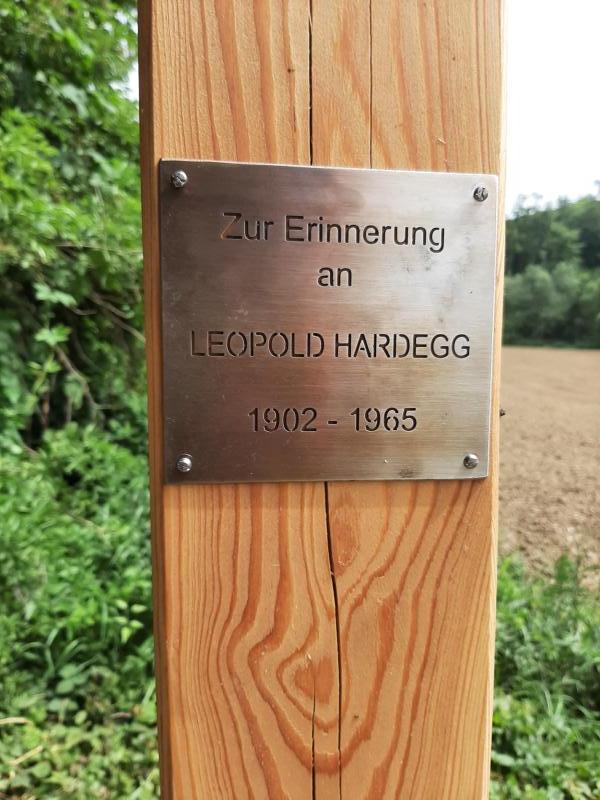 Zur Erinnerung
an
LEOPOLD HARDEGG
1902 - 1965